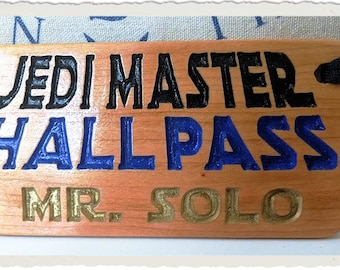 JEDI MASTER
HALL PASS
MR. SOLO